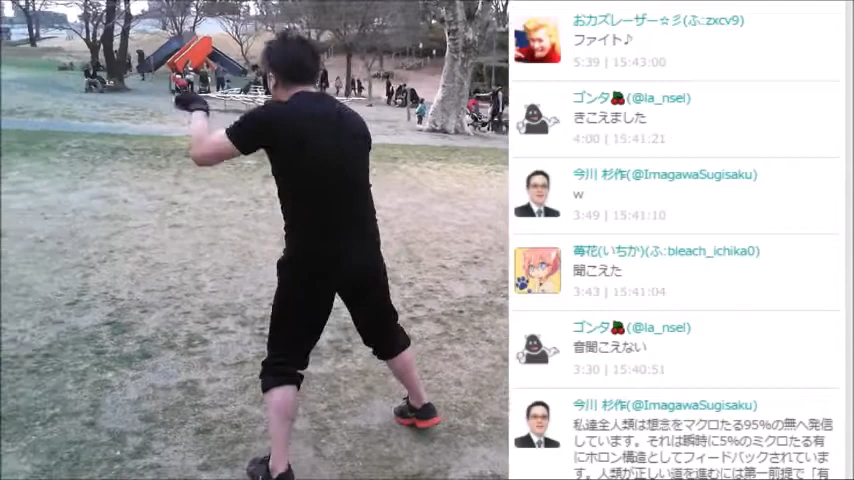 おカズレーザー☆彡(ふ:zxcv9)
ファイト♪
5:39 | 15:43:00
ゴンタ🍒(@la_nsei)
きこえました
4:00 | 15:41:21
今川 杉作(@ImagawaSugisaku)
w
3:49 | 15:41:10
苺花(いちか)(ふ:bleach_ichika0)
聞こえた
3:43 | 15:41:04
ゴンタ🍒(@la_nsei)
音聞こえない
3:30 | 15:40:51
今川 杉作(@ImagawaSugisaku)
私達全人類は想念をマクロたる95%の無へ発信
しています。それは瞬時に5%のミクロたる有
にホロン構造としてフィードバックされていま
す。人類が正しい道を進むには第一前提で「有